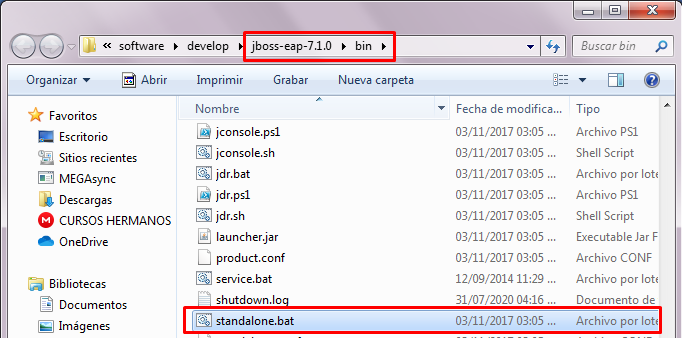 software develop jboss-eap-7.1.0 bin Buscar bin
Organizar Abrir Imprimir Grabar Nueva carpeta
Favoritos
Escritorio
Sitios recientes
MEGAsync
Descargas
CURSOS HERMANOS
OneDrive
Bibliotecas
Documentos
Imágenes
Nombre Fecha de modifica... Tipo
jconsole.ps1 03/11/2017 03:05 ... Archivo PS1
jconsole.sh 03/11/2017 03:05 ... Shell Script
jdr.bat 03/11/2017 03:05 ... Archivo por lote
jdr.ps1 03/11/2017 03:05 ... Archivo PS1
jdr.sh 03/11/2017 03:05 ... Shell Script
launcher.jar 03/11/2017 03:05 ... Executable Jar F
product.conf 03/11/2017 03:05 ... Archivo CONF
service.bat 12/09/2014 11:29 ... Archivo por lote
shutdown.log 31/07/2020 04:16 ... Documento de
standalone.bat 03/11/2017 03:05 ... Archivo por lote